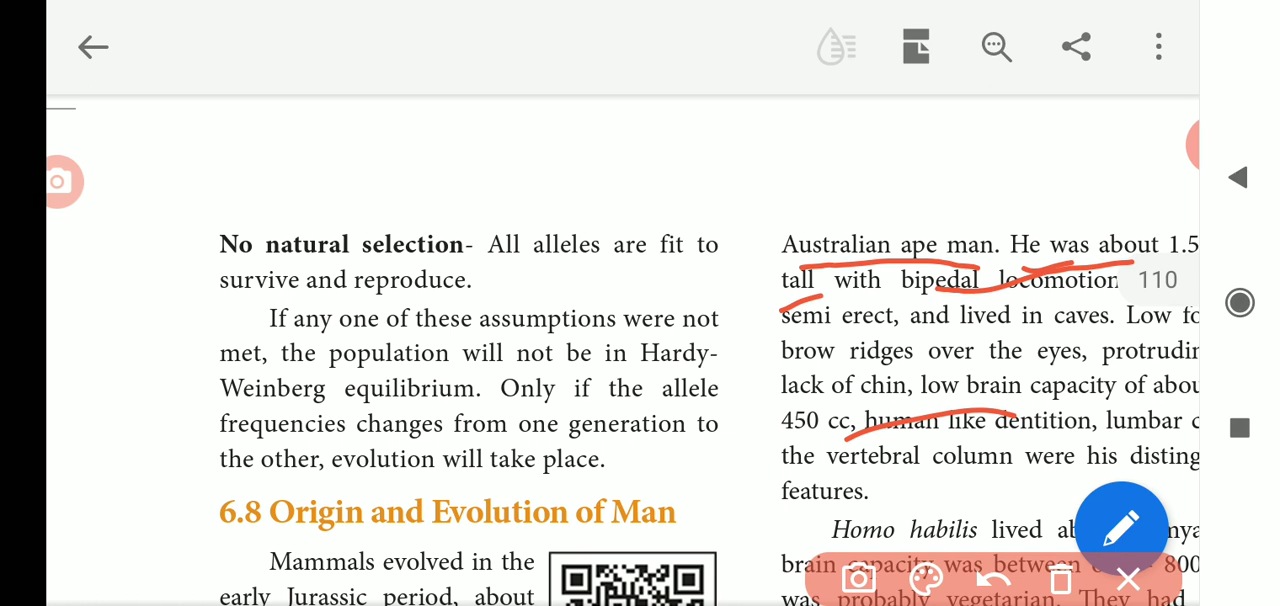 No natural selection- All alleles are fit to
survive and reproduce.
If any one of these assumptions were not
met, the population will not be in Hardy-
Weinberg equilibrium. Only if the allele
frequencies changes from one generation to
the other, evolution will take place.
6.8 Origin and Evolution of Man
Mammals evolved in the
early Jurassic period, about
Australian ape man. He was about 1.5
tall with bipedal locomotion
110
semi erect, and lived in caves. Low
brow ridges over the eyes,
lack of chin, low brain capacity of
450 cc, human like dentition, lumbar
the vertebral column were his
features.
Homo habilis lived
brain capacity was between 800
was probably vegetarian. They had